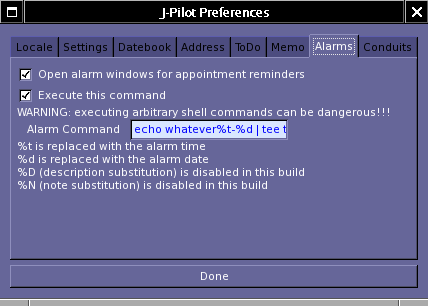 J-Pilot Preferences
Locale Settings Datebook Address ToDo Memo Alarms Conduits
Open alarm windows for appointment reminders
Execute this command
WARNING: executing arbitrary shell commands can be dangerous!!!
Alarm Command echo whatever%t-%d | tee t
%t is replaced with the alarm time
%d is replaced with the alarm date
%D (description substitution) is disabled in this build
%N (note substitution) is disabled in this build
Done